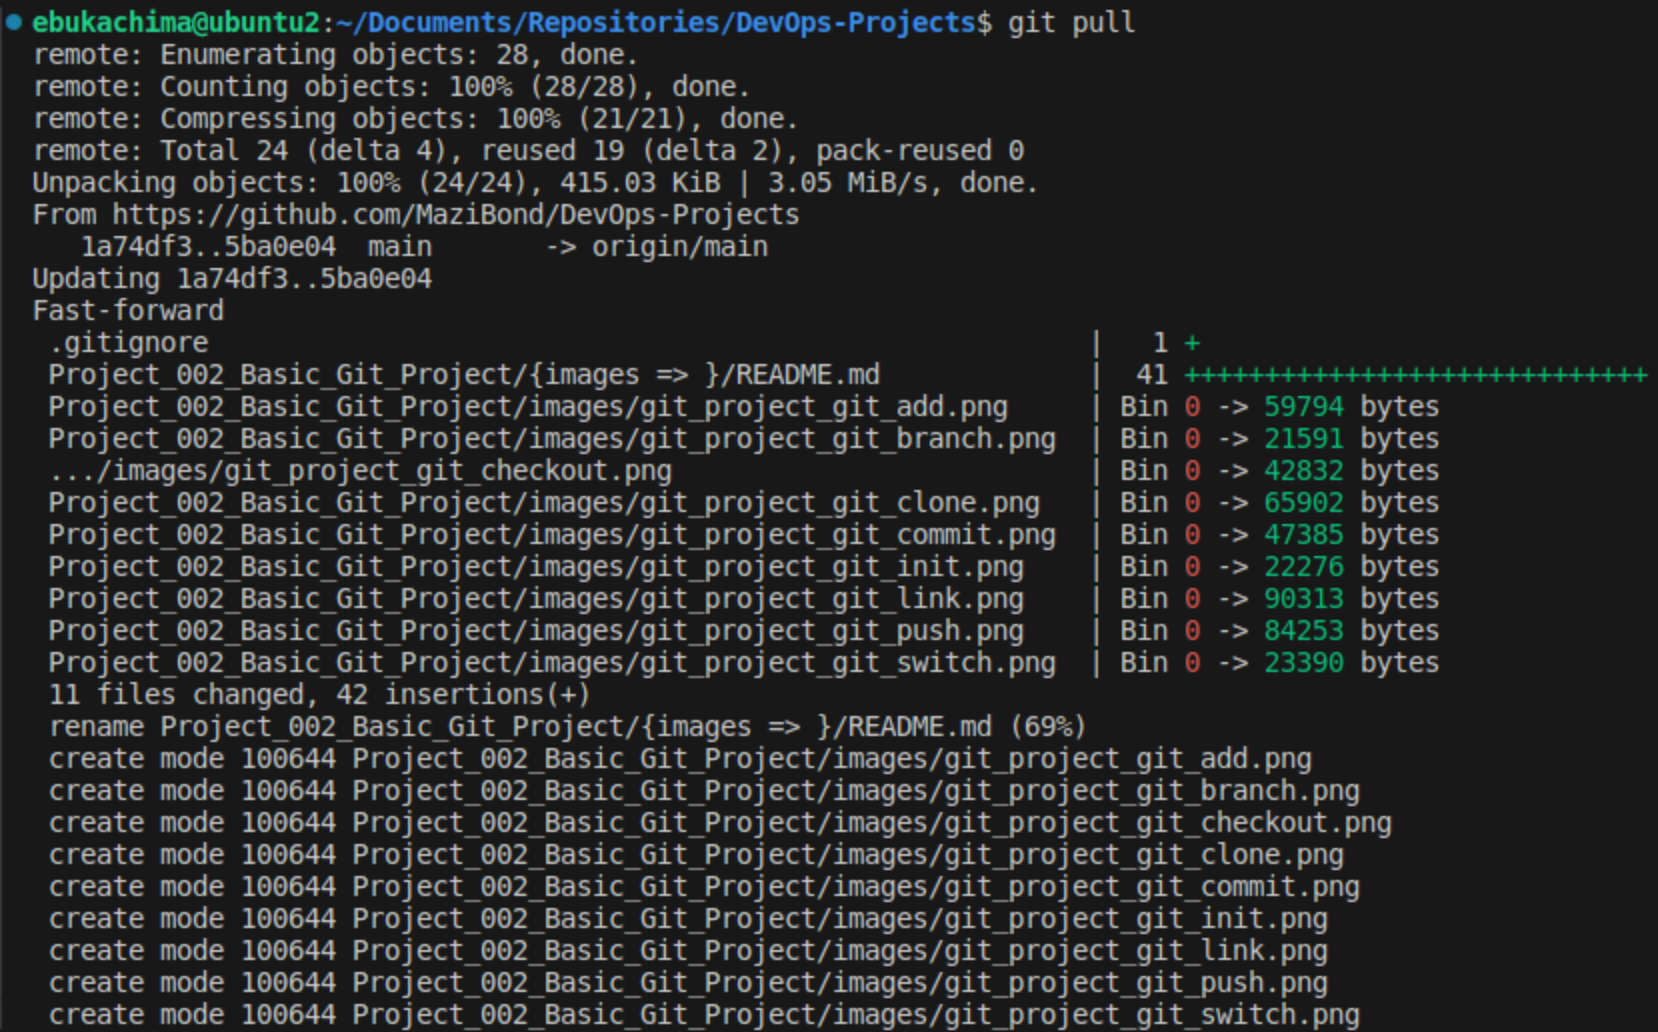 ebukachima@ubuntu2:~/Documents/Repositories/DevOps-Projects$ git pull
remote: Enumerating objects: 28, done.
remote: Counting objects: 100% (28/28), done.
remote: Compressing objects: 100% (21/21), done.
remote: Total 24 (delta 4), reused 19 (delta 2), pack-reused 0
Unpacking objects: 100% (24/24), 415.03 KiB | 3.05 MiB/s, done.
From https://github.com/MaziBond/DevOps-Projects
   1a74df3..5ba0e04  main       -> origin/main
Updating 1a74df3..5ba0e04
Fast-forward
 .gitignore                                                       |   1 +
 Project_002_Basic_Git_Project/{images => }/README.md             |  41 +++++++++++++++++++++++++++++
 Project_002_Basic_Git_Project/images/git_project_git_add.png     | Bin 0 -> 59794 bytes
 Project_002_Basic_Git_Project/images/git_project_git_branch.png  | Bin 0 -> 21591 bytes
 .../images/git_project_git_checkout.png                          | Bin 0 -> 42832 bytes
 Project_002_Basic_Git_Project/images/git_project_git_clone.png   | Bin 0 -> 65902 bytes
 Project_002_Basic_Git_Project/images/git_project_git_commit.png  | Bin 0 -> 47385 bytes
 Project_002_Basic_Git_Project/images/git_project_git_init.png    | Bin 0 -> 22276 bytes
 Project_002_Basic_Git_Project/images/git_project_git_link.png    | Bin 0 -> 90313 bytes
 Project_002_Basic_Git_Project/images/git_project_git_push.png    | Bin 0 -> 84253 bytes
 Project_002_Basic_Git_Project/images/git_project_git_switch.png  | Bin 0 -> 23390 bytes
 11 files changed, 42 insertions(+)
 rename Project_002_Basic_Git_Project/{images => }/README.md (69%)
 create mode 100644 Project_002_Basic_Git_Project/images/git_project_git_add.png
 create mode 100644 Project_002_Basic_Git_Project/images/git_project_git_branch.png
 create mode 100644 Project_002_Basic_Git_Project/images/git_project_git_checkout.png
 create mode 100644 Project_002_Basic_Git_Project/images/git_project_git_clone.png
 create mode 100644 Project_002_Basic_Git_Project/images/git_project_git_commit.png
 create mode 100644 Project_002_Basic_Git_Project/images/git_project_git_init.png
 create mode 100644 Project_002_Basic_Git_Project/images/git_project_git_link.png
 create mode 100644 Project_002_Basic_Git_Project/images/git_project_git_push.png
 create mode 100644 Project_002_Basic_Git_Project/images/git_project_git_switch.png